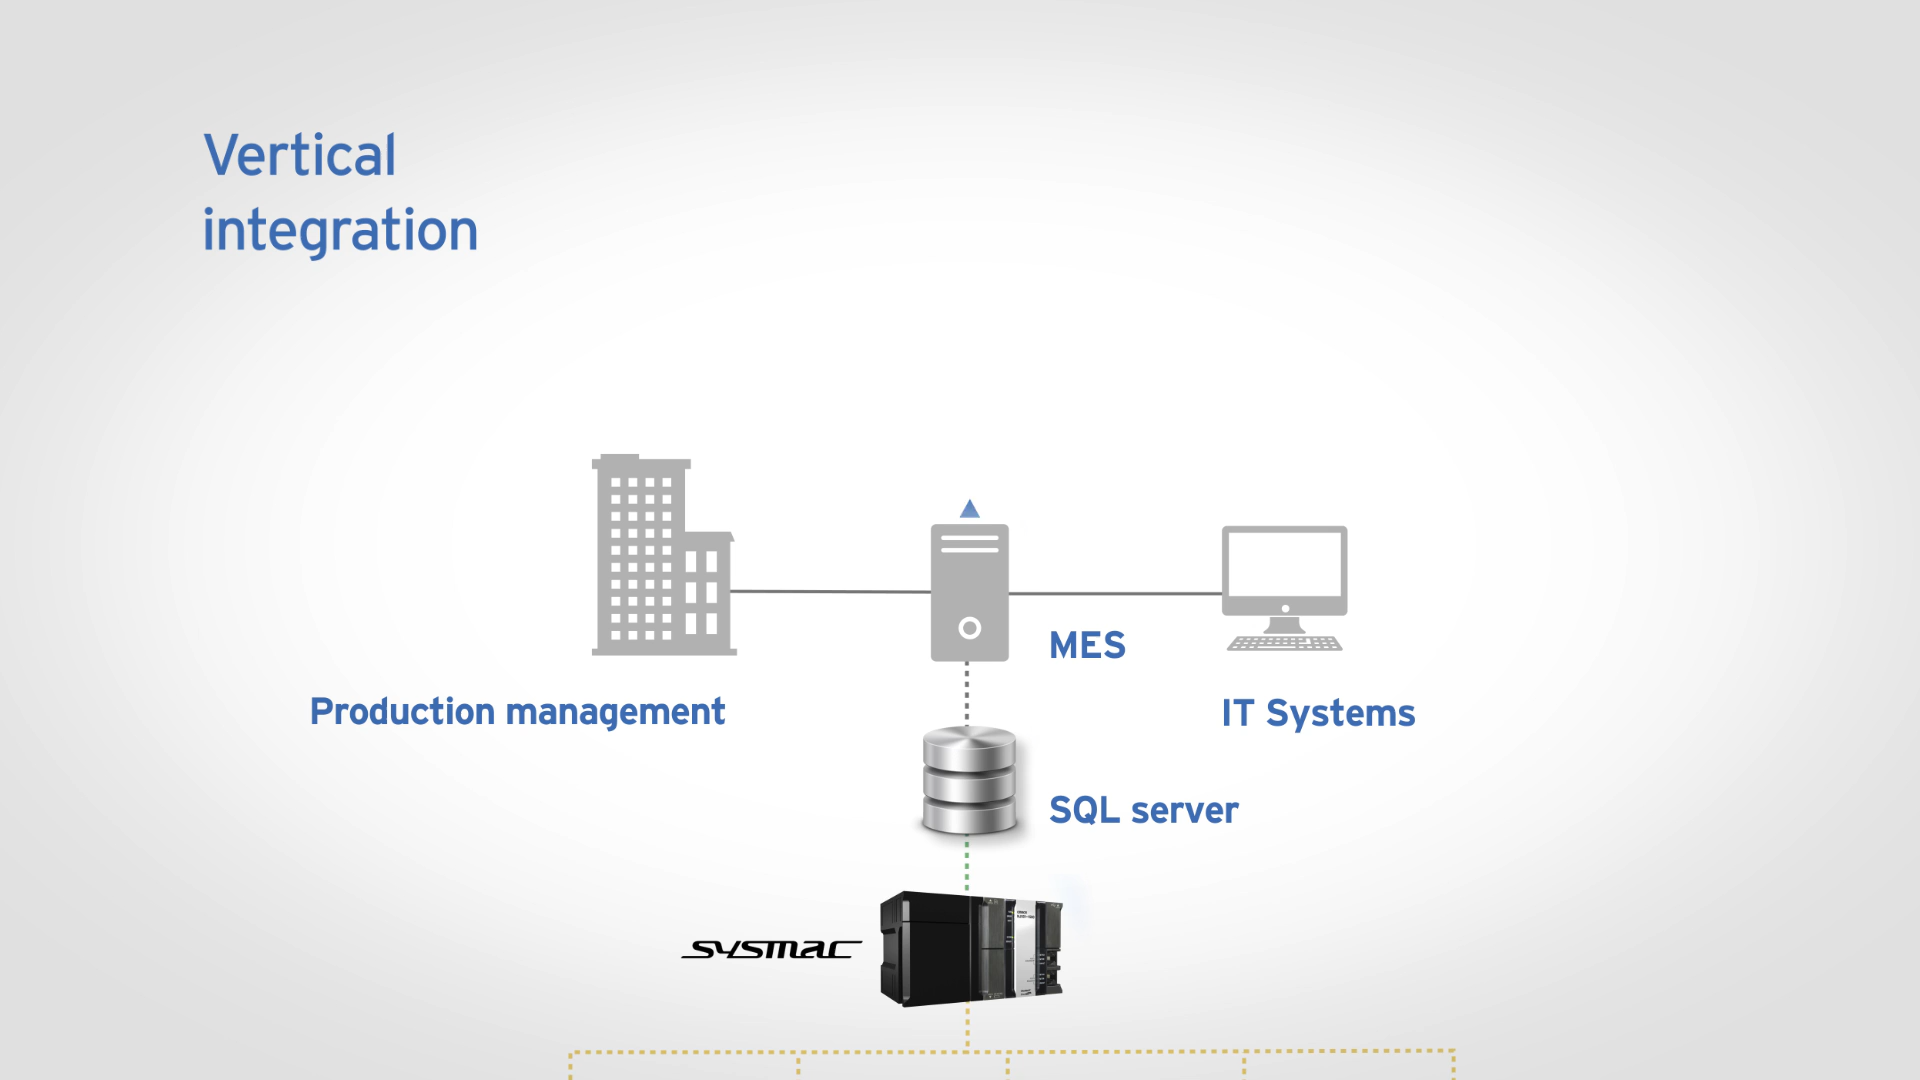 Vertical
integration
MES
Production management
IT Systems
SQL server
sysmac